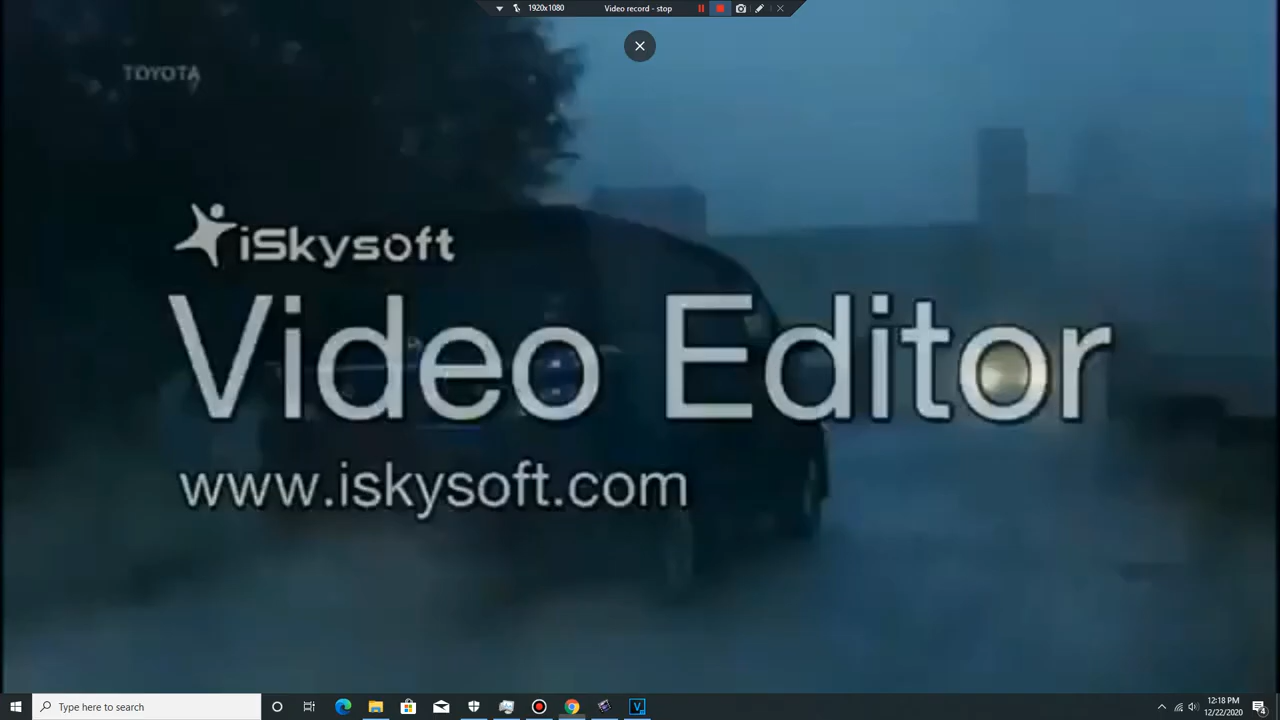 1920x1080
Video record - stop
TOYOTA
iSkysoft
Video Editor
www.iskysoft.com
Type here to search
12:18 PM
12/22/2020
4